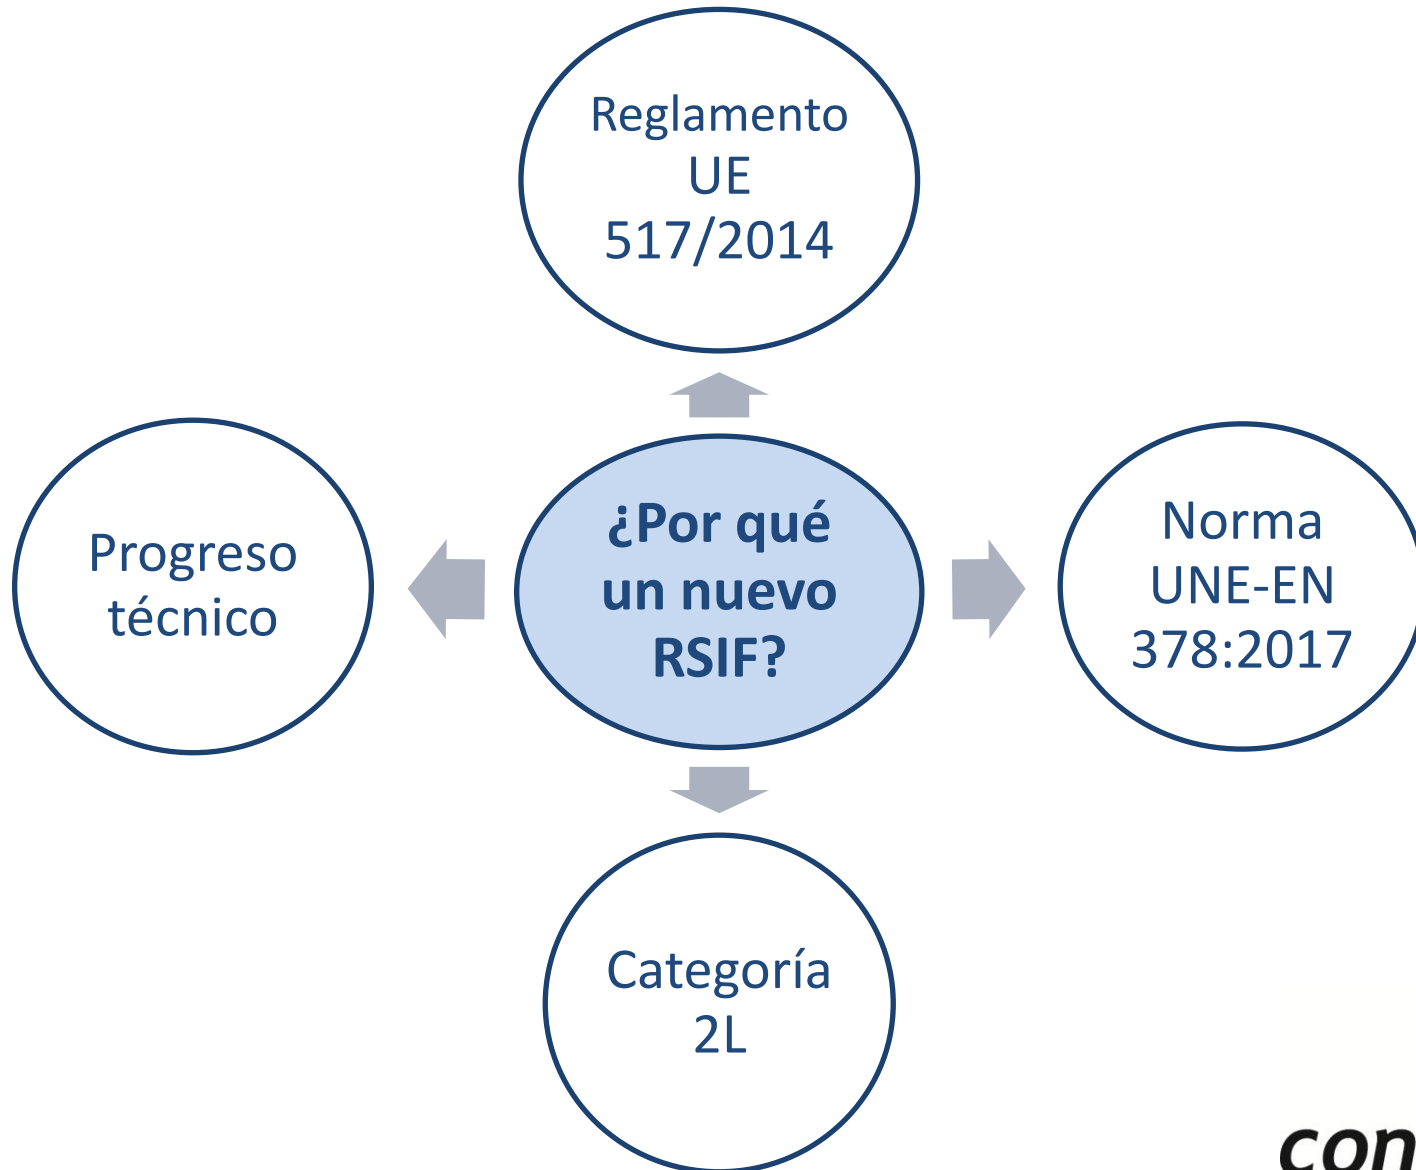 Reglamento
UE
517/2014
Progreso
técnico
¿Por qué
un nuevo
RSIF?
Norma
UNE-EN
378:2017
Categoría
2L
con